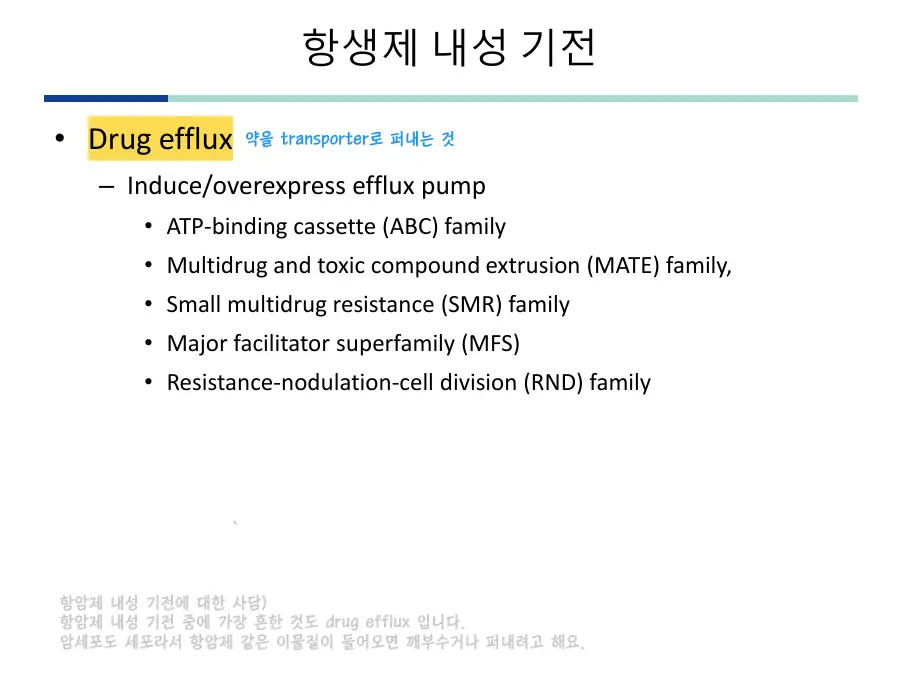 항생제 내성 기전
• Drug efflux 약을 transporter로 퍼내는 것
– Induce/overexpress efflux pump
• ATP-binding cassette (ABC) family
• Multidrug and toxic compound extrusion (MATE) family,
• Small multidrug resistance (SMR) family
• Major facilitator superfamily (MFS)
• Resistance-nodulation-cell division (RND) family
항암제 내성 기전에 대한 사담)
항암제 내성 기전 중에 가장 흔한 것도 drug efflux 입니다.
암세포도 세포라서 항암제 같은 이물질이 들어오면 깨부수거나 퍼내려고 해요.